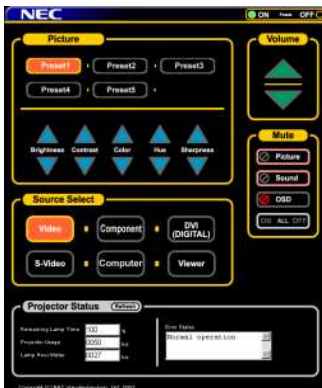 NEC
ON Power OFF
Picture
Volume
Preset1 Preset2 Preset3
Preset4 Preset5
Brightness Contrast Color Hue Sharpness
Mute
Picture
Sound
OSD
ON ALL OFF
Source Select
Video Component DVI (DIGITAL)
S-Video Computer Viewer
Projector Status (Refresh)
Remaining Lamp Time 100 %
Projector Usage 0050
Lamp Hour Meter 0027
Error Status
Normal operation